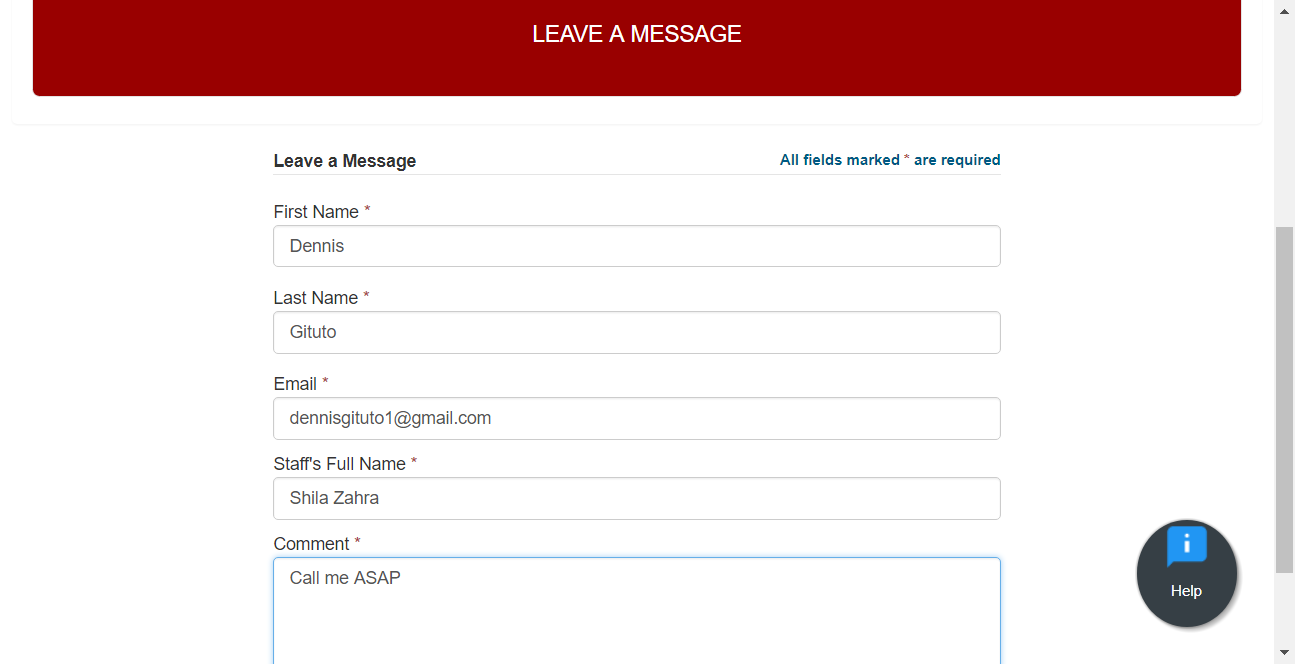 LEAVE A MESSAGE
Leave a Message
All fields marked * are required
First Name *
Dennis
Last Name *
Gituto
Email *
dennisgituto1@gmail.com
Staff's Full Name *
Shila Zahra
Comment *
Call me ASAP
i
Help